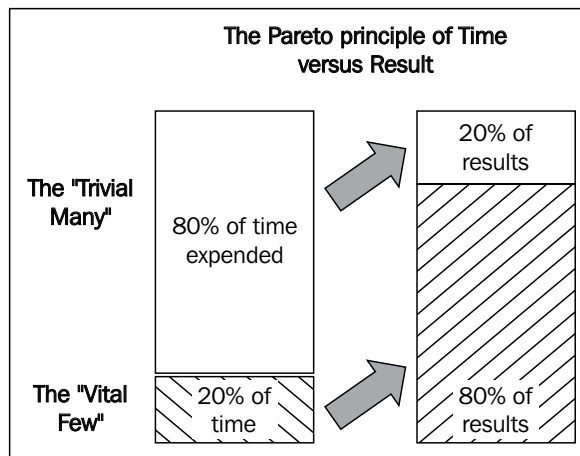 The Pareto principle of Time
versus Result
The "Trivial
Many"
80% of time
expended
20% of
results
The "Vital
Few"
20% of
time
80% of
results